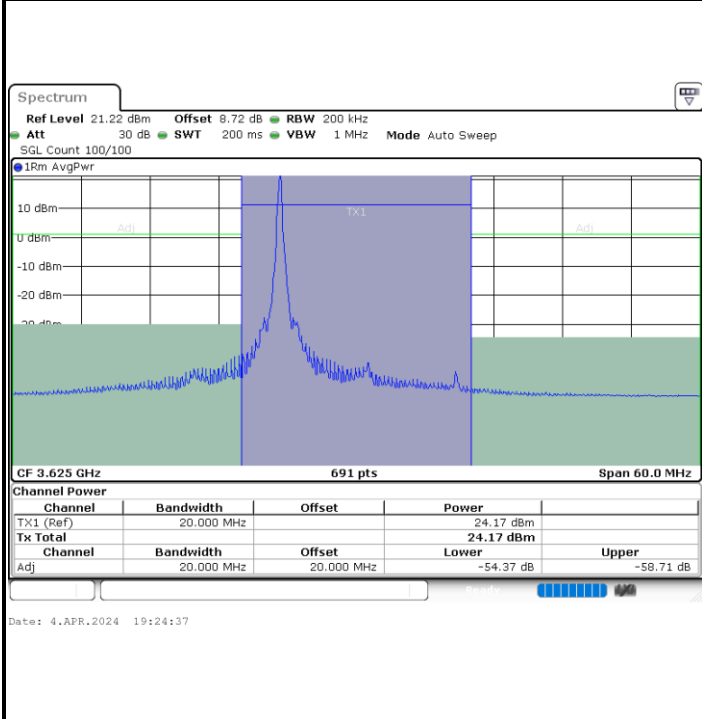 Spectrum
Ref Level 21.22 dBm Offset 8.72 dB RBW 200 kHz
Att 30 dB SWT 200 ms VBW 1 MHz Mode Auto Sweep
SGL Count 100/100
1Rm AvgPwr
10 dBm
TX1
Adj Adj
0 dBm
-10 dBm
-20 dBm
-30 dBm
CF 3.625 GHz 691 pts Span 60.0 MHz
Channel Power
Channel Bandwidth Offset Power
TX1 (Ref) 20.000 MHz 24.17 dBm
Tx Total 24.17 dBm
Channel Bandwidth Offset Lower Upper
Adj 20.000 MHz 20.000 MHz -54.37 dB -58.71 dB
Ready
Date: 4.APR.2024 19:24:37